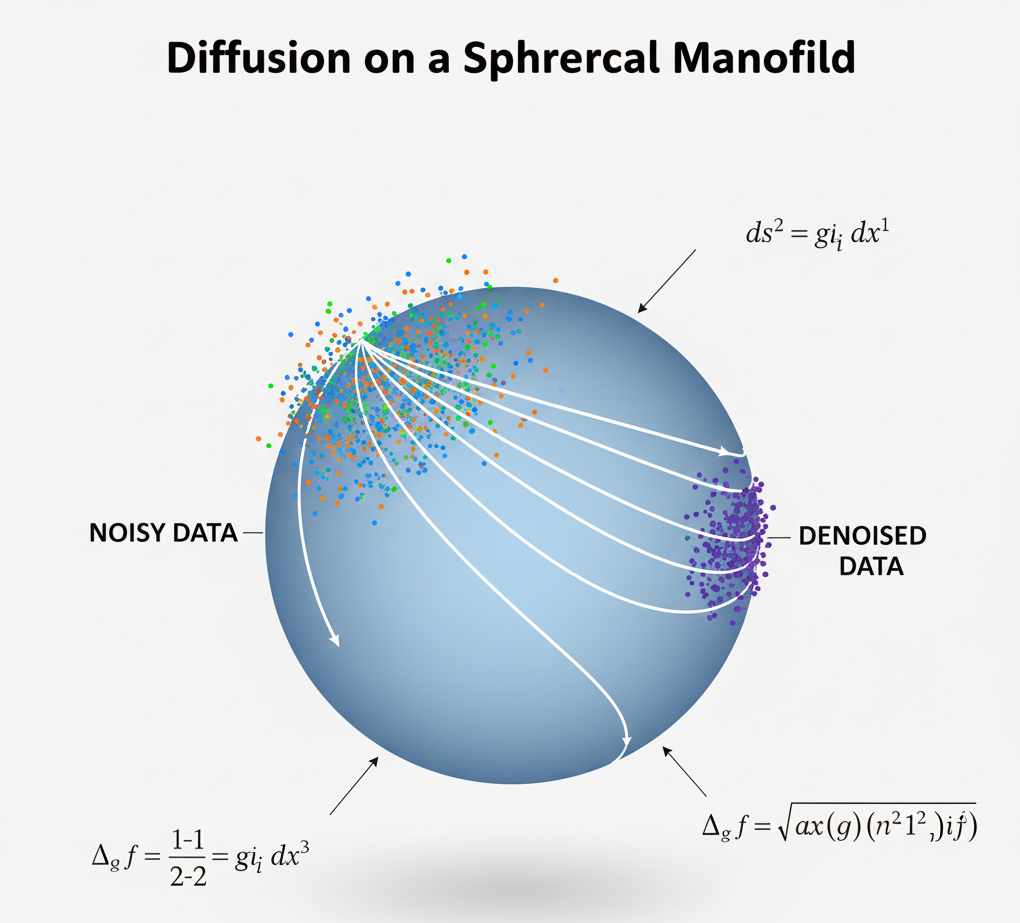 Diffusion on a Sphrercal Manofild
ds² = gi_i dx¹
NOISY DATA
DENOISED
DATA
Δ_g f = √ax(g)(n²1²,)if)
Δ_g f = 1-1/2-2 = gi_i dx³